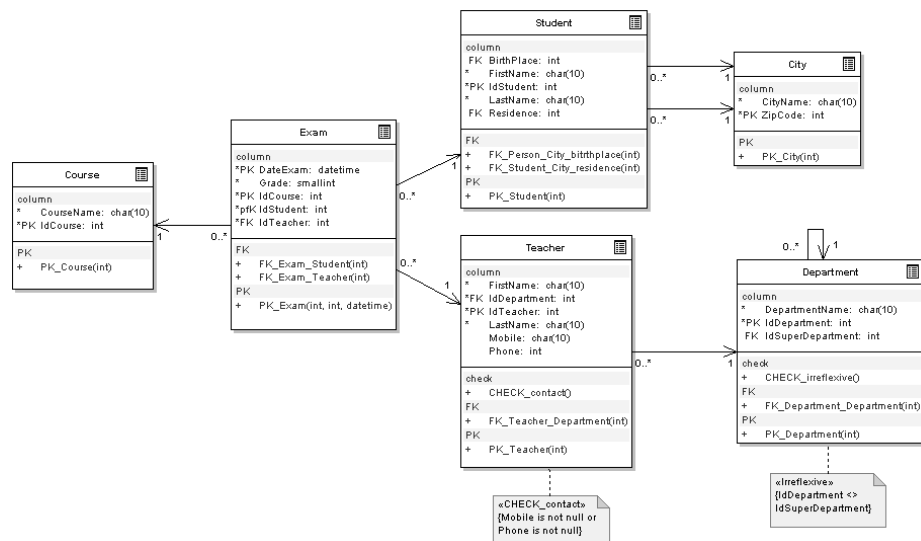 Student
column
FK BirthPlace: int
* FirstName: char(10)
*PK IdStudent: int
* LastName: char(10)
FK Residence: int
FK
+ FK_Person_City_bitrthplace(int)
+ FK_Student_City_residence(int)
PK
+ PK_Student(int)
0..*
1
0..*
1
City
column
* CityName: char(10)
*PK ZipCode: int
PK
+ PK_City(int)
Exam
column
*PK DateExam: datetime
* Grade: smallint
*PK IdCourse: int
*pfK IdStudent: int
*FK IdTeacher: int
FK
+ FK_Exam_Student(int)
+ FK_Exam_Teacher(int)
PK
+ PK_Exam(int, int, datetime)
1
0..*
0..*
1
Course
column
* CourseName: char(10)
*PK IdCourse: int
PK
+ PK_Course(int)
1
0..*
Teacher
column
* FirstName: char(10)
*FK IdDepartment: int
*PK IdTeacher: int
* LastName: char(10)
Mobile: char(10)
Phone: int
check
+ CHECK_contact()
FK
+ FK_Teacher_Department(int)
PK
+ PK_Teacher(int)
0..*
1
0..*
1
Department
column
* DepartmentName: char(10)
*PK IdDepartment: int
FK IdSuperDepartment: int
check
+ CHECK_irreflexive()
FK
+ FK_Department_Department(int)
PK
+ PK_Department(int)
«CHECK_contact»
{Mobile is not null or
Phone is not null}
«Irreflexive»
{IdDepartment <>
IdSuperDepartment}